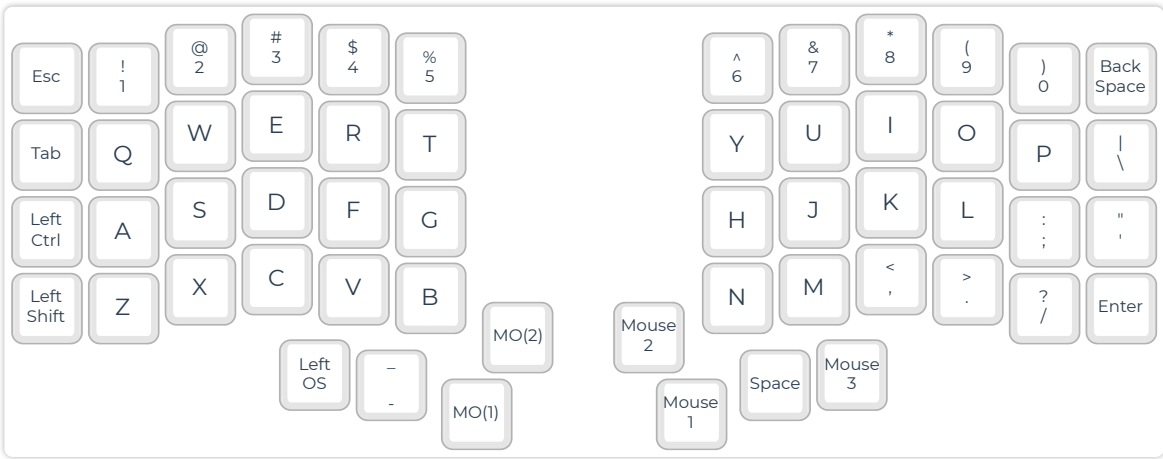 Esc
!
1
@
2
#
3
$
4
%
5
^
6
&
7
*
8
(
9
)
0
Back
Space
Tab
Q
W
E
R
T
Y
U
I
O
P
|
\
Left
Ctrl
A
S
D
F
G
H
J
K
L
:
;
"
'
Left
Shift
Z
X
C
V
B
N
M
<
,
>
.
?
/
Enter
MO(2)
Mouse
2
Left
OS
_
-
MO(1)
Mouse
1
Space
Mouse
3